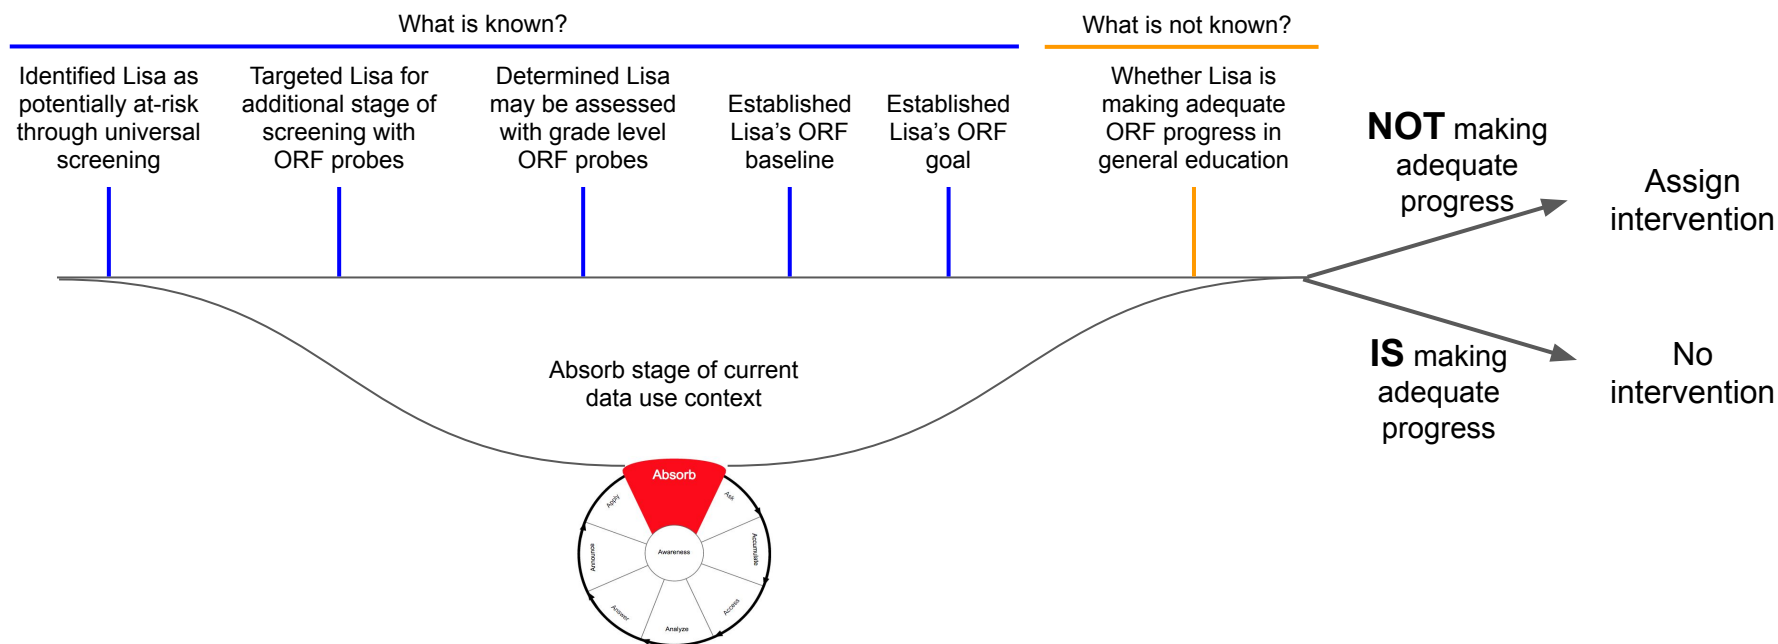 What is known?
What is not known?
Identified Lisa as
potentially at-risk
through universal
screening
Targeted Lisa for
additional stage of
screening with
ORF probes
Determined Lisa
may be assessed
with grade level
ORF probes
Established
Lisa's ORF
baseline
Established
Lisa's ORF
goal
Whether Lisa is
making adequate
ORF progress in
general education
NOT making
adequate
progress
Assign
intervention
IS making
adequate
progress
No
intervention
Absorb stage of current
data use context
Absorb
Ask
Accumulate
Access
Analyze
Answer
Announce
Apply
Awareness